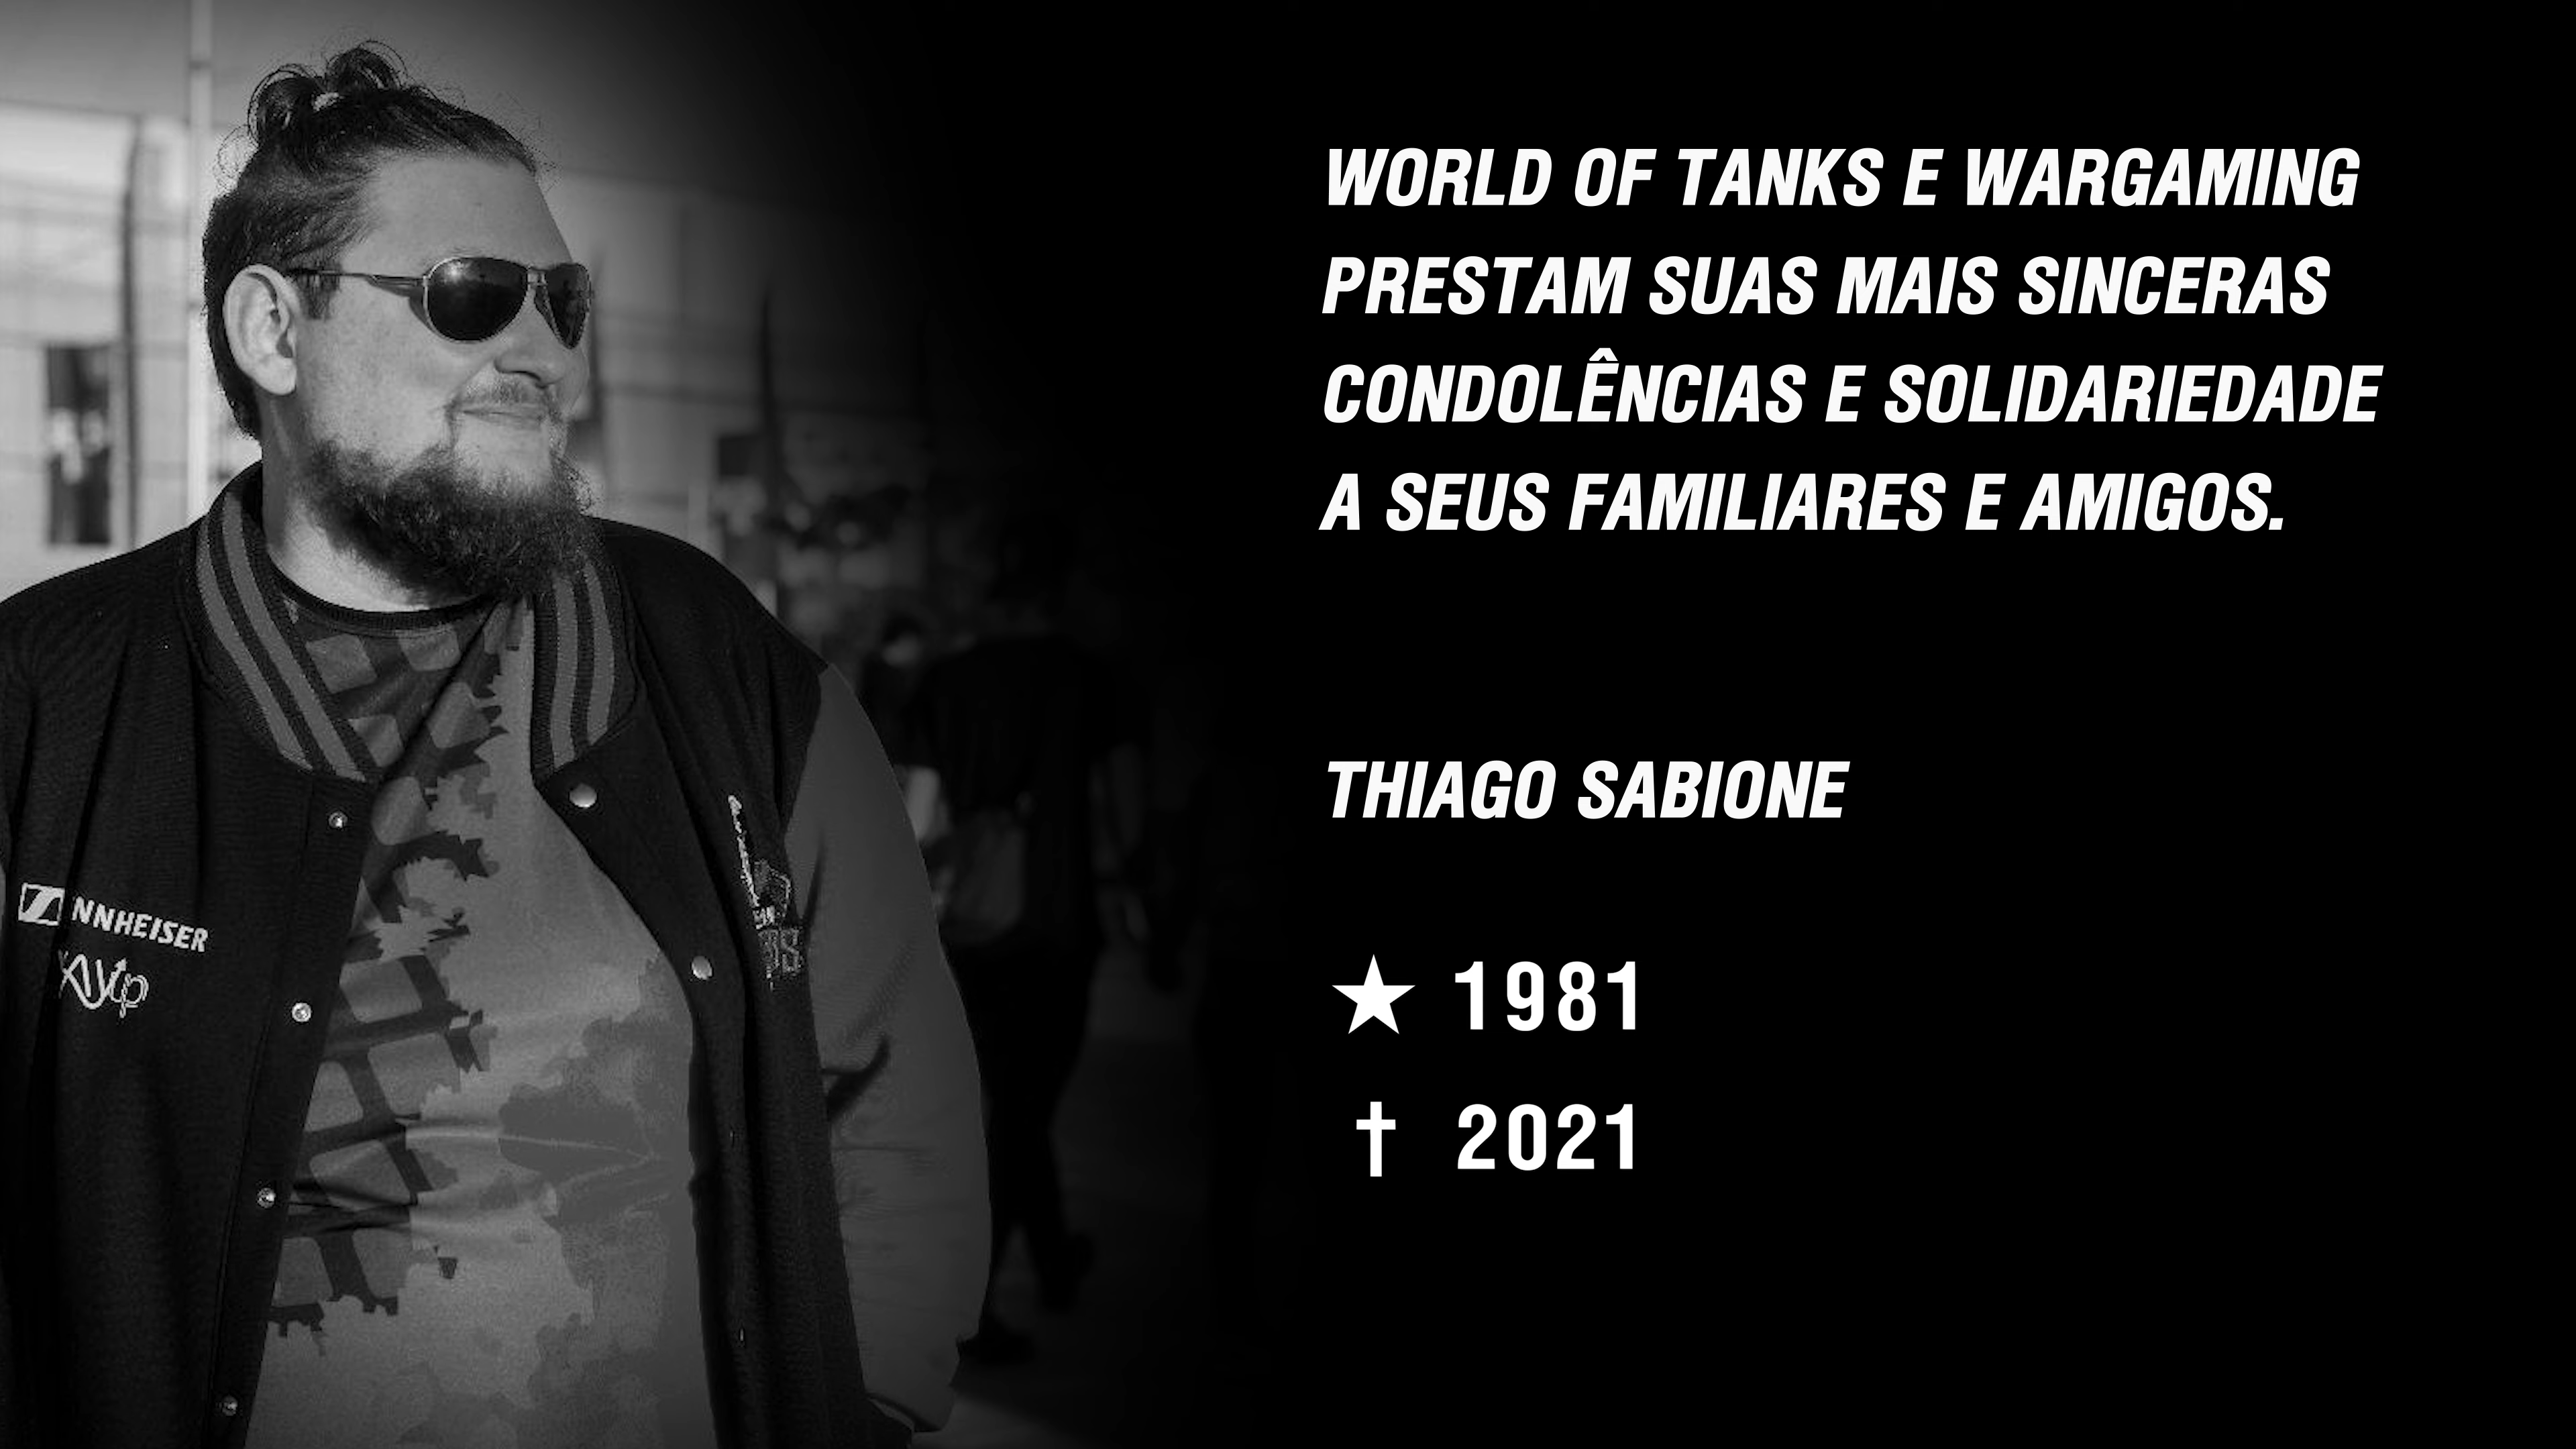 WORLD OF TANKS E WARGAMING
PRESTAM SUAS MAIS SINCERAS
CONDOLÊNCIAS E SOLIDARIEDADE
A SEUS FAMILIARES E AMIGOS.
THIAGO SABIONE
★ 1981
† 2021
NNHEISER